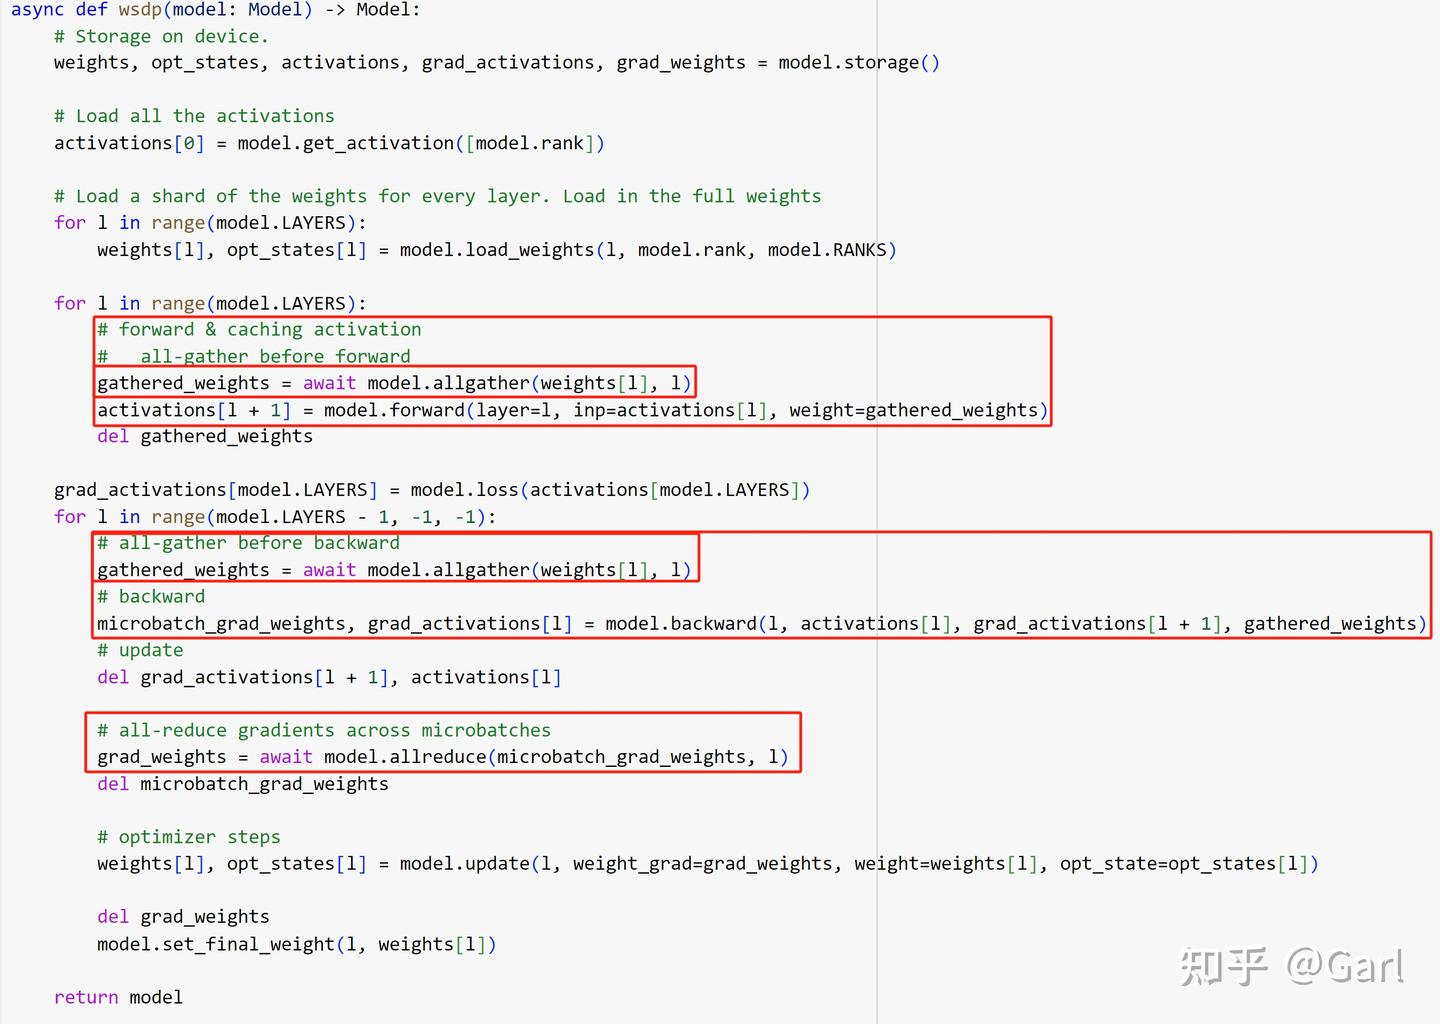 async def wsdp(model: Model) -> Model:
    # Storage on device.
    weights, opt_states, activations, grad_activations, grad_weights = model.storage()

    # Load all the activations
    activations[0] = model.get_activation([model.rank])

    # Load a shard of the weights for every layer. Load in the full weights
    for l in range(model.LAYERS):
        weights[l], opt_states[l] = model.load_weights(l, model.rank, model.RANKS)

    for l in range(model.LAYERS):
        # forward & caching activation
        #   all-gather before forward
        gathered_weights = await model.allgather(weights[l], l)
        activations[l + 1] = model.forward(layer=l, inp=activations[l], weight=gathered_weights)
        del gathered_weights

    grad_activations[model.LAYERS] = model.loss(activations[model.LAYERS])
    for l in range(model.LAYERS - 1, -1, -1):
        # all-gather before backward
        gathered_weights = await model.allgather(weights[l], l)
        # backward
        microbatch_grad_weights, grad_activations[l] = model.backward(l, activations[l], grad_activations[l + 1], gathered_weights)
        # update
        del grad_activations[l + 1], activations[l]

        # all-reduce gradients across microbatches
        grad_weights = await model.allreduce(microbatch_grad_weights, l)
        del microbatch_grad_weights

        # optimizer steps
        weights[l], opt_states[l] = model.update(l, weight_grad=grad_weights, weight=weights[l], opt_state=opt_states[l])

        del grad_weights
        model.set_final_weight(l, weights[l])

    return model
知乎 @Garl